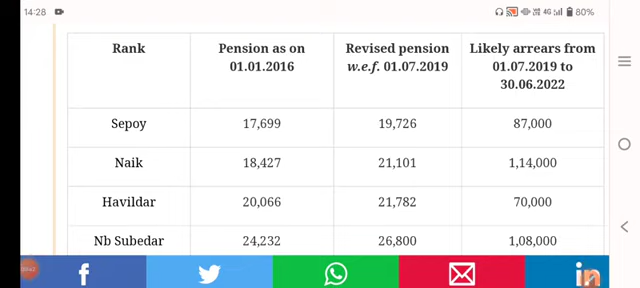 14:28
4G
80%
Rank
Pension as on 01.01.2016
Revised pension w.e.f. 01.07.2019
Likely arrears from 01.07.2019 to 30.06.2022
Sepoy 17,699 19,726 87,000
Naik 18,427 21,101 1,14,000
Havildar 20,066 21,782 70,000
Nb Subedar 24,232 26,800 1,08,000